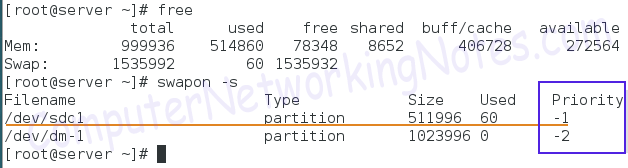 [root@server ~]# free
total used free shared buff/cache available
Mem: 999936 514860 78348 8652 406728 272564
Swap: 1535992 60 1535932
[root@server ~]# swapon -s
Filename Type Size Used Priority
/dev/sdc1 partition 511996 60 -1
/dev/dm-1 partition 1023996 0 -2
[root@server ~]#
ComputerNetworkingNotes.com